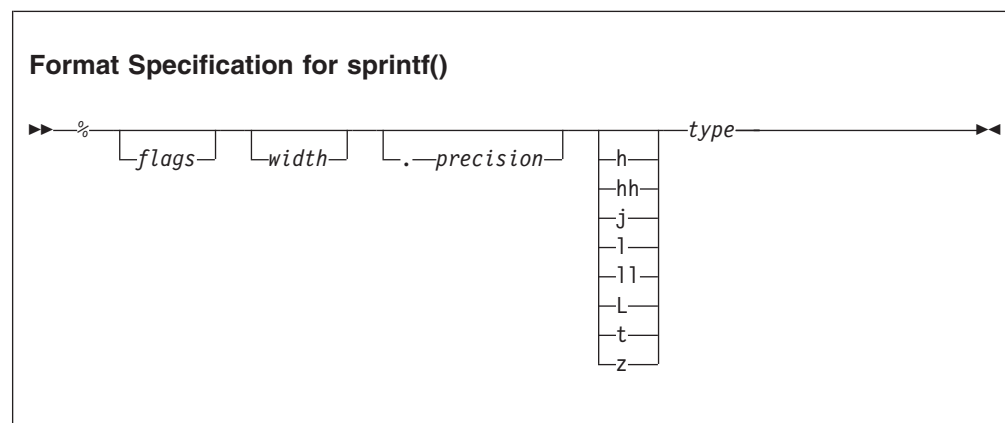 Format Specification for sprintf()
% type
flags width . precision h
hh
j
l
ll
L
t
z